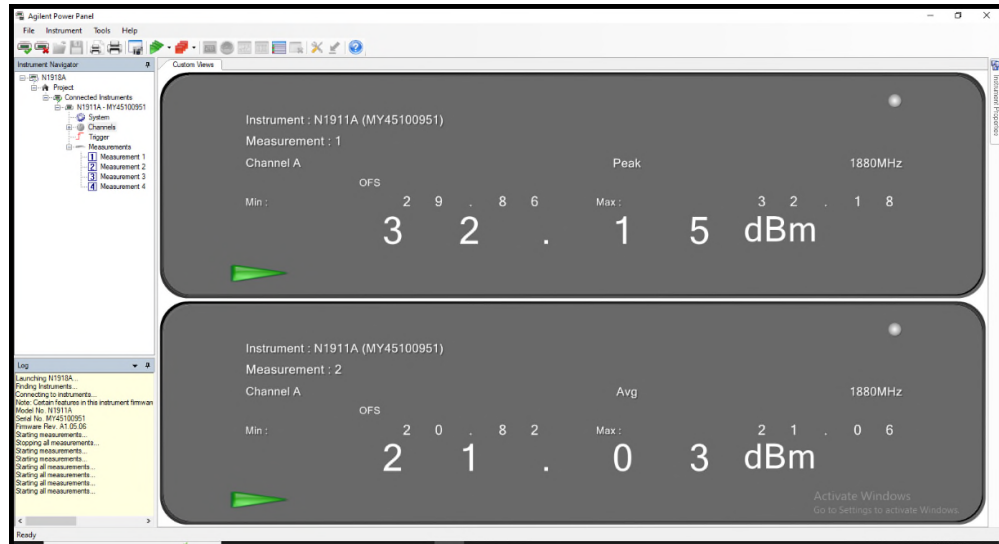 Agilent Power Panel
File Instrument Tools Help
Instrument Navigator
N1918A
Project
Connected Instruments
N1911A - MY45100951
System
Channels
Trigger
Measurements
1 Measurement 1
2 Measurement 2
3 Measurement 3
4 Measurement 4
Log
Launching N1918A...
Finding Instruments...
Connecting to instruments...
Note: Certain features in this instrument firmwan
Model No. N1911A
Serial No. MY45100951
Firmware Rev. A1.05.06
Starting measurements...
Stopping all measurements...
Starting measurements...
Starting measurements...
Starting all measurements...
Starting all measurements...
Starting all measurements...
Starting all measurements...
Ready
Custom Views
Instrument : N1911A (MY45100951)
Measurement : 1
Channel A Peak 1880MHz
OFS
Min : 29.86 Max : 32.18
32.15 dBm
Instrument : N1911A (MY45100951)
Measurement : 2
Channel A Avg 1880MHz
OFS
Min : 20.82 Max : 21.06
21.03 dBm
Activate Windows
Go to Settings to activate Windows.
Instrument Properties